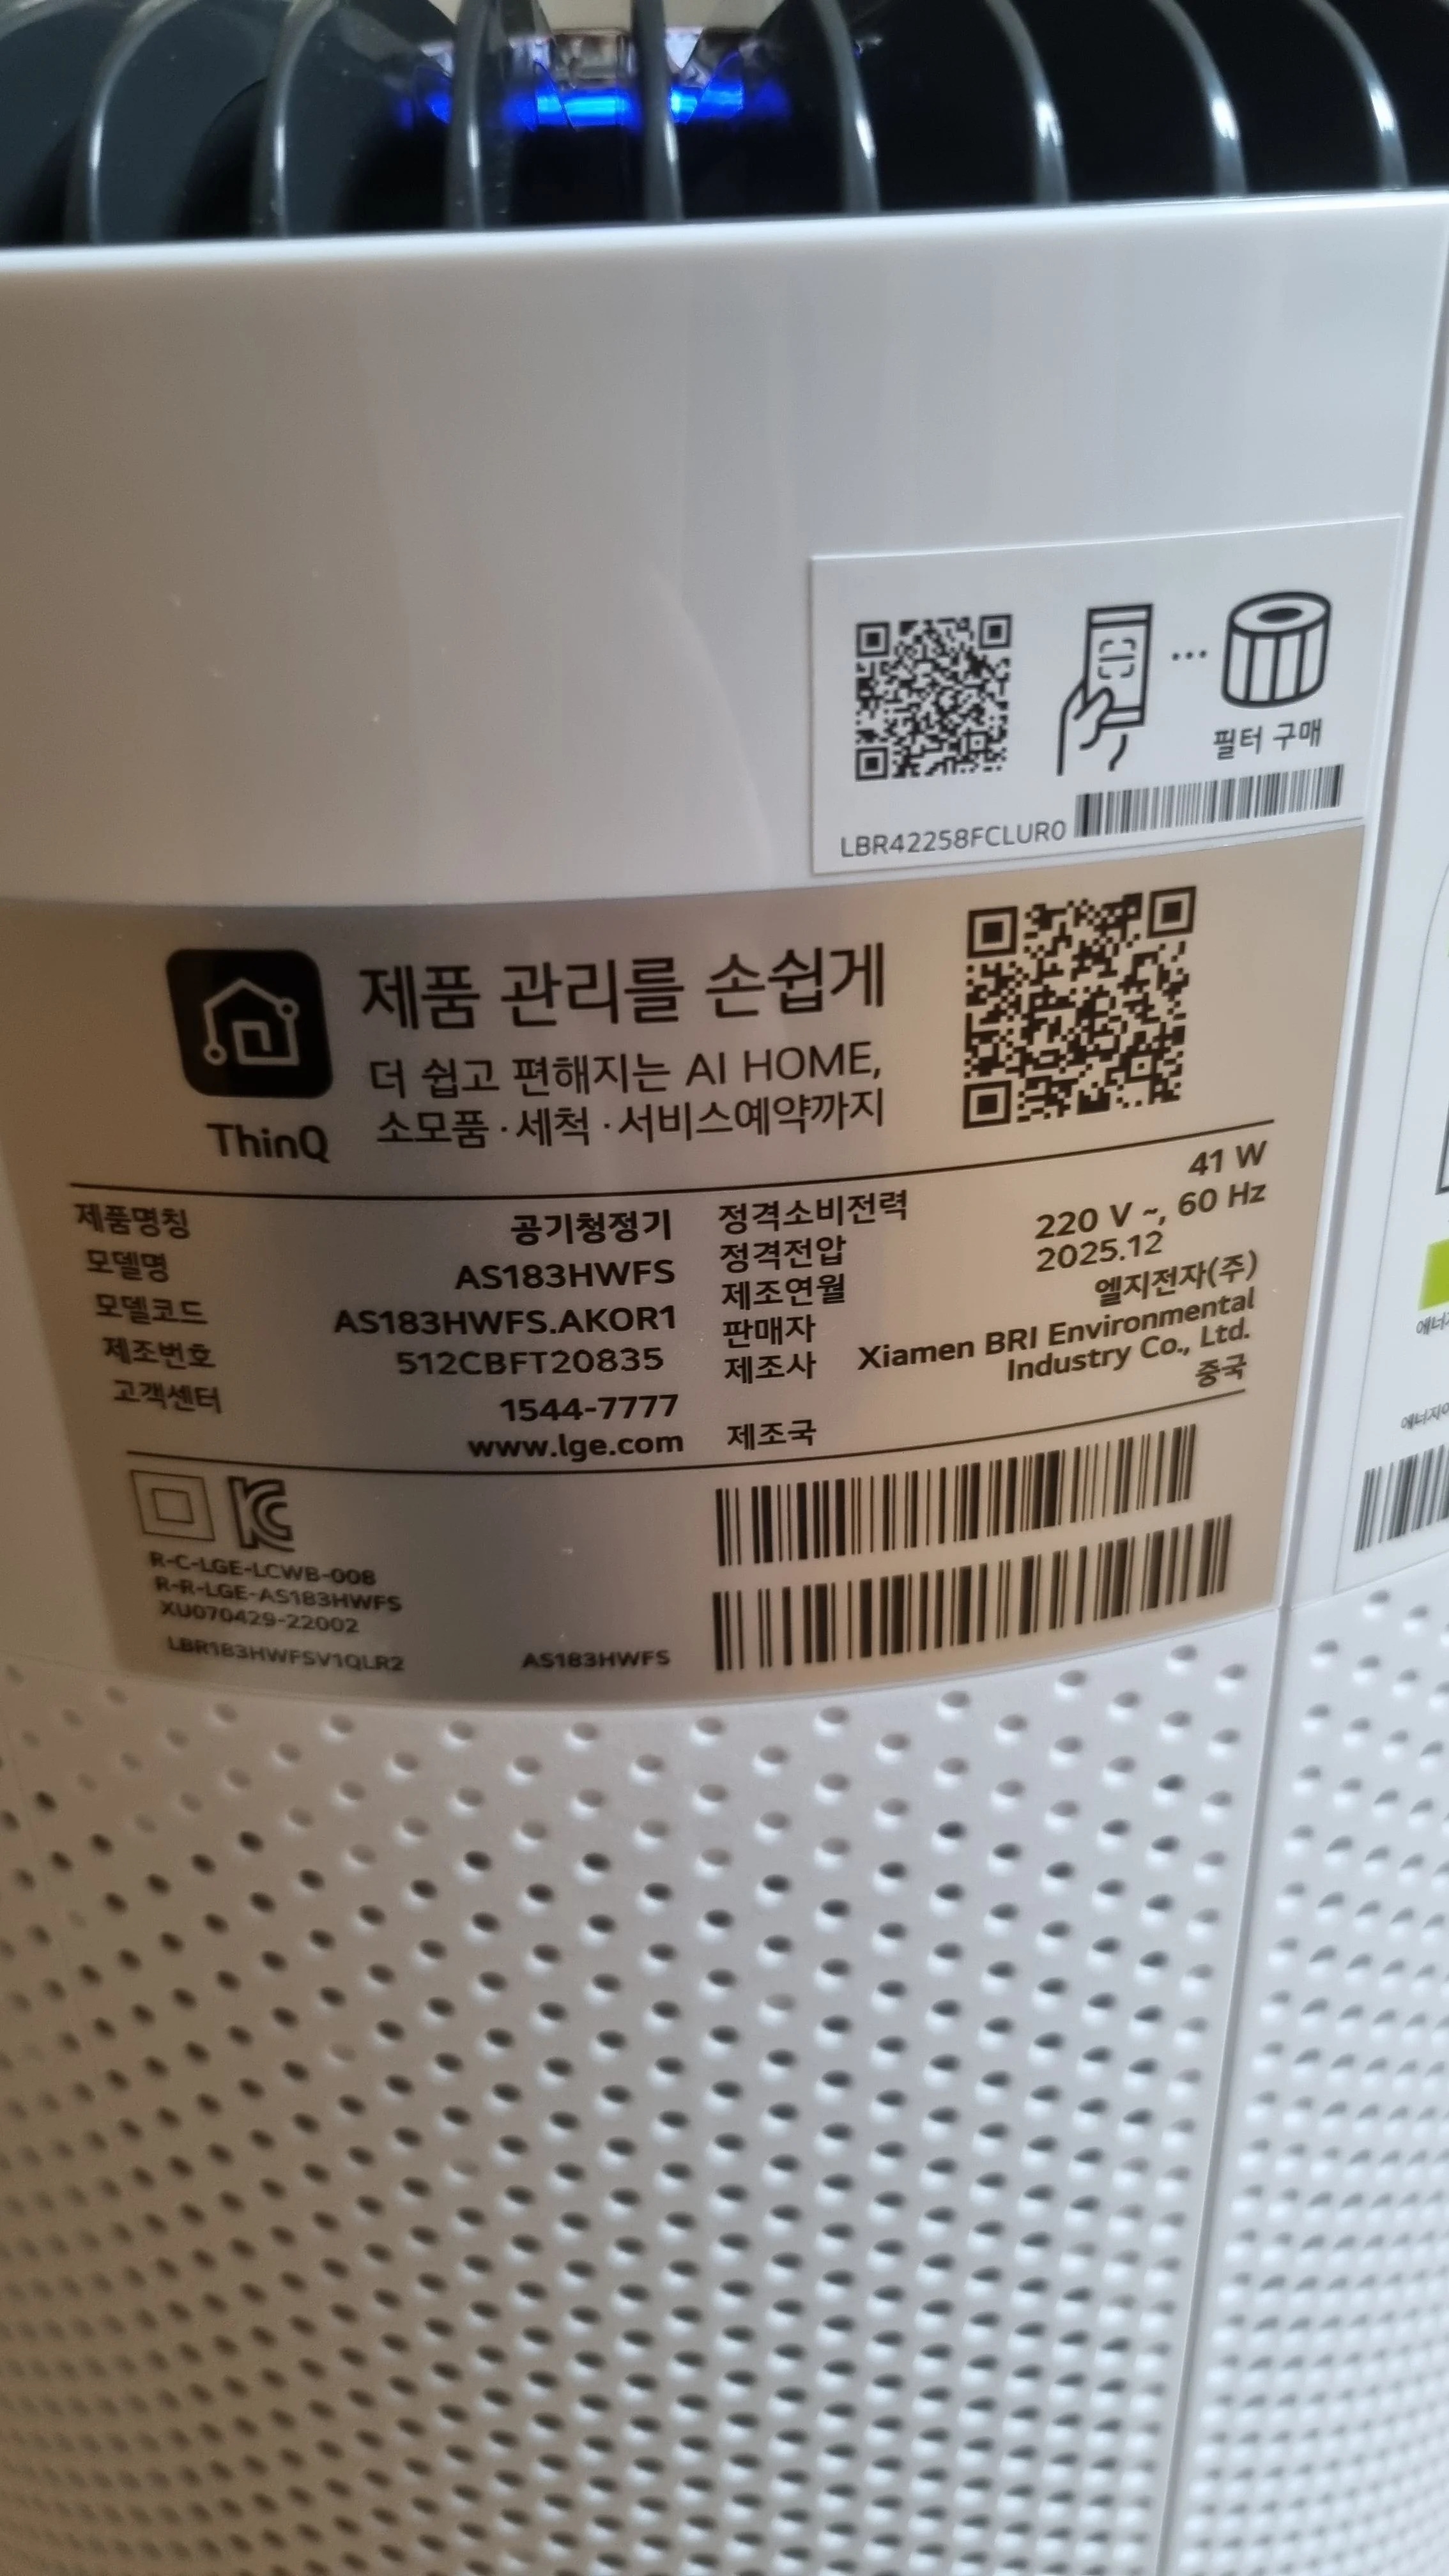 필터 구매
LBR42258FCLUR0
제품 관리를 손쉽게
더 쉽고 편해지는 AI HOME,
소모품·세척·서비스예약까지
ThinQ
제품명칭 공기청정기
모델명 AS183HWFS
모델코드 AS183HWFS.AKOR1
제조번호 512CBFT20835
고객센터 1544-7777
www.lge.com
정격소비전력 41 W
정격전압 220 V ~, 60 Hz
제조연월 2025.12
판매자 엘지전자(주)
제조사 Xiamen BRI Environmental
Industry Co., Ltd.
제조국 중국
R-C-LGE-LCWB-008
R-R-LGE-AS183HWFS
XU070429-22002
LBR183HWFSV1QLR2
AS183HWFS